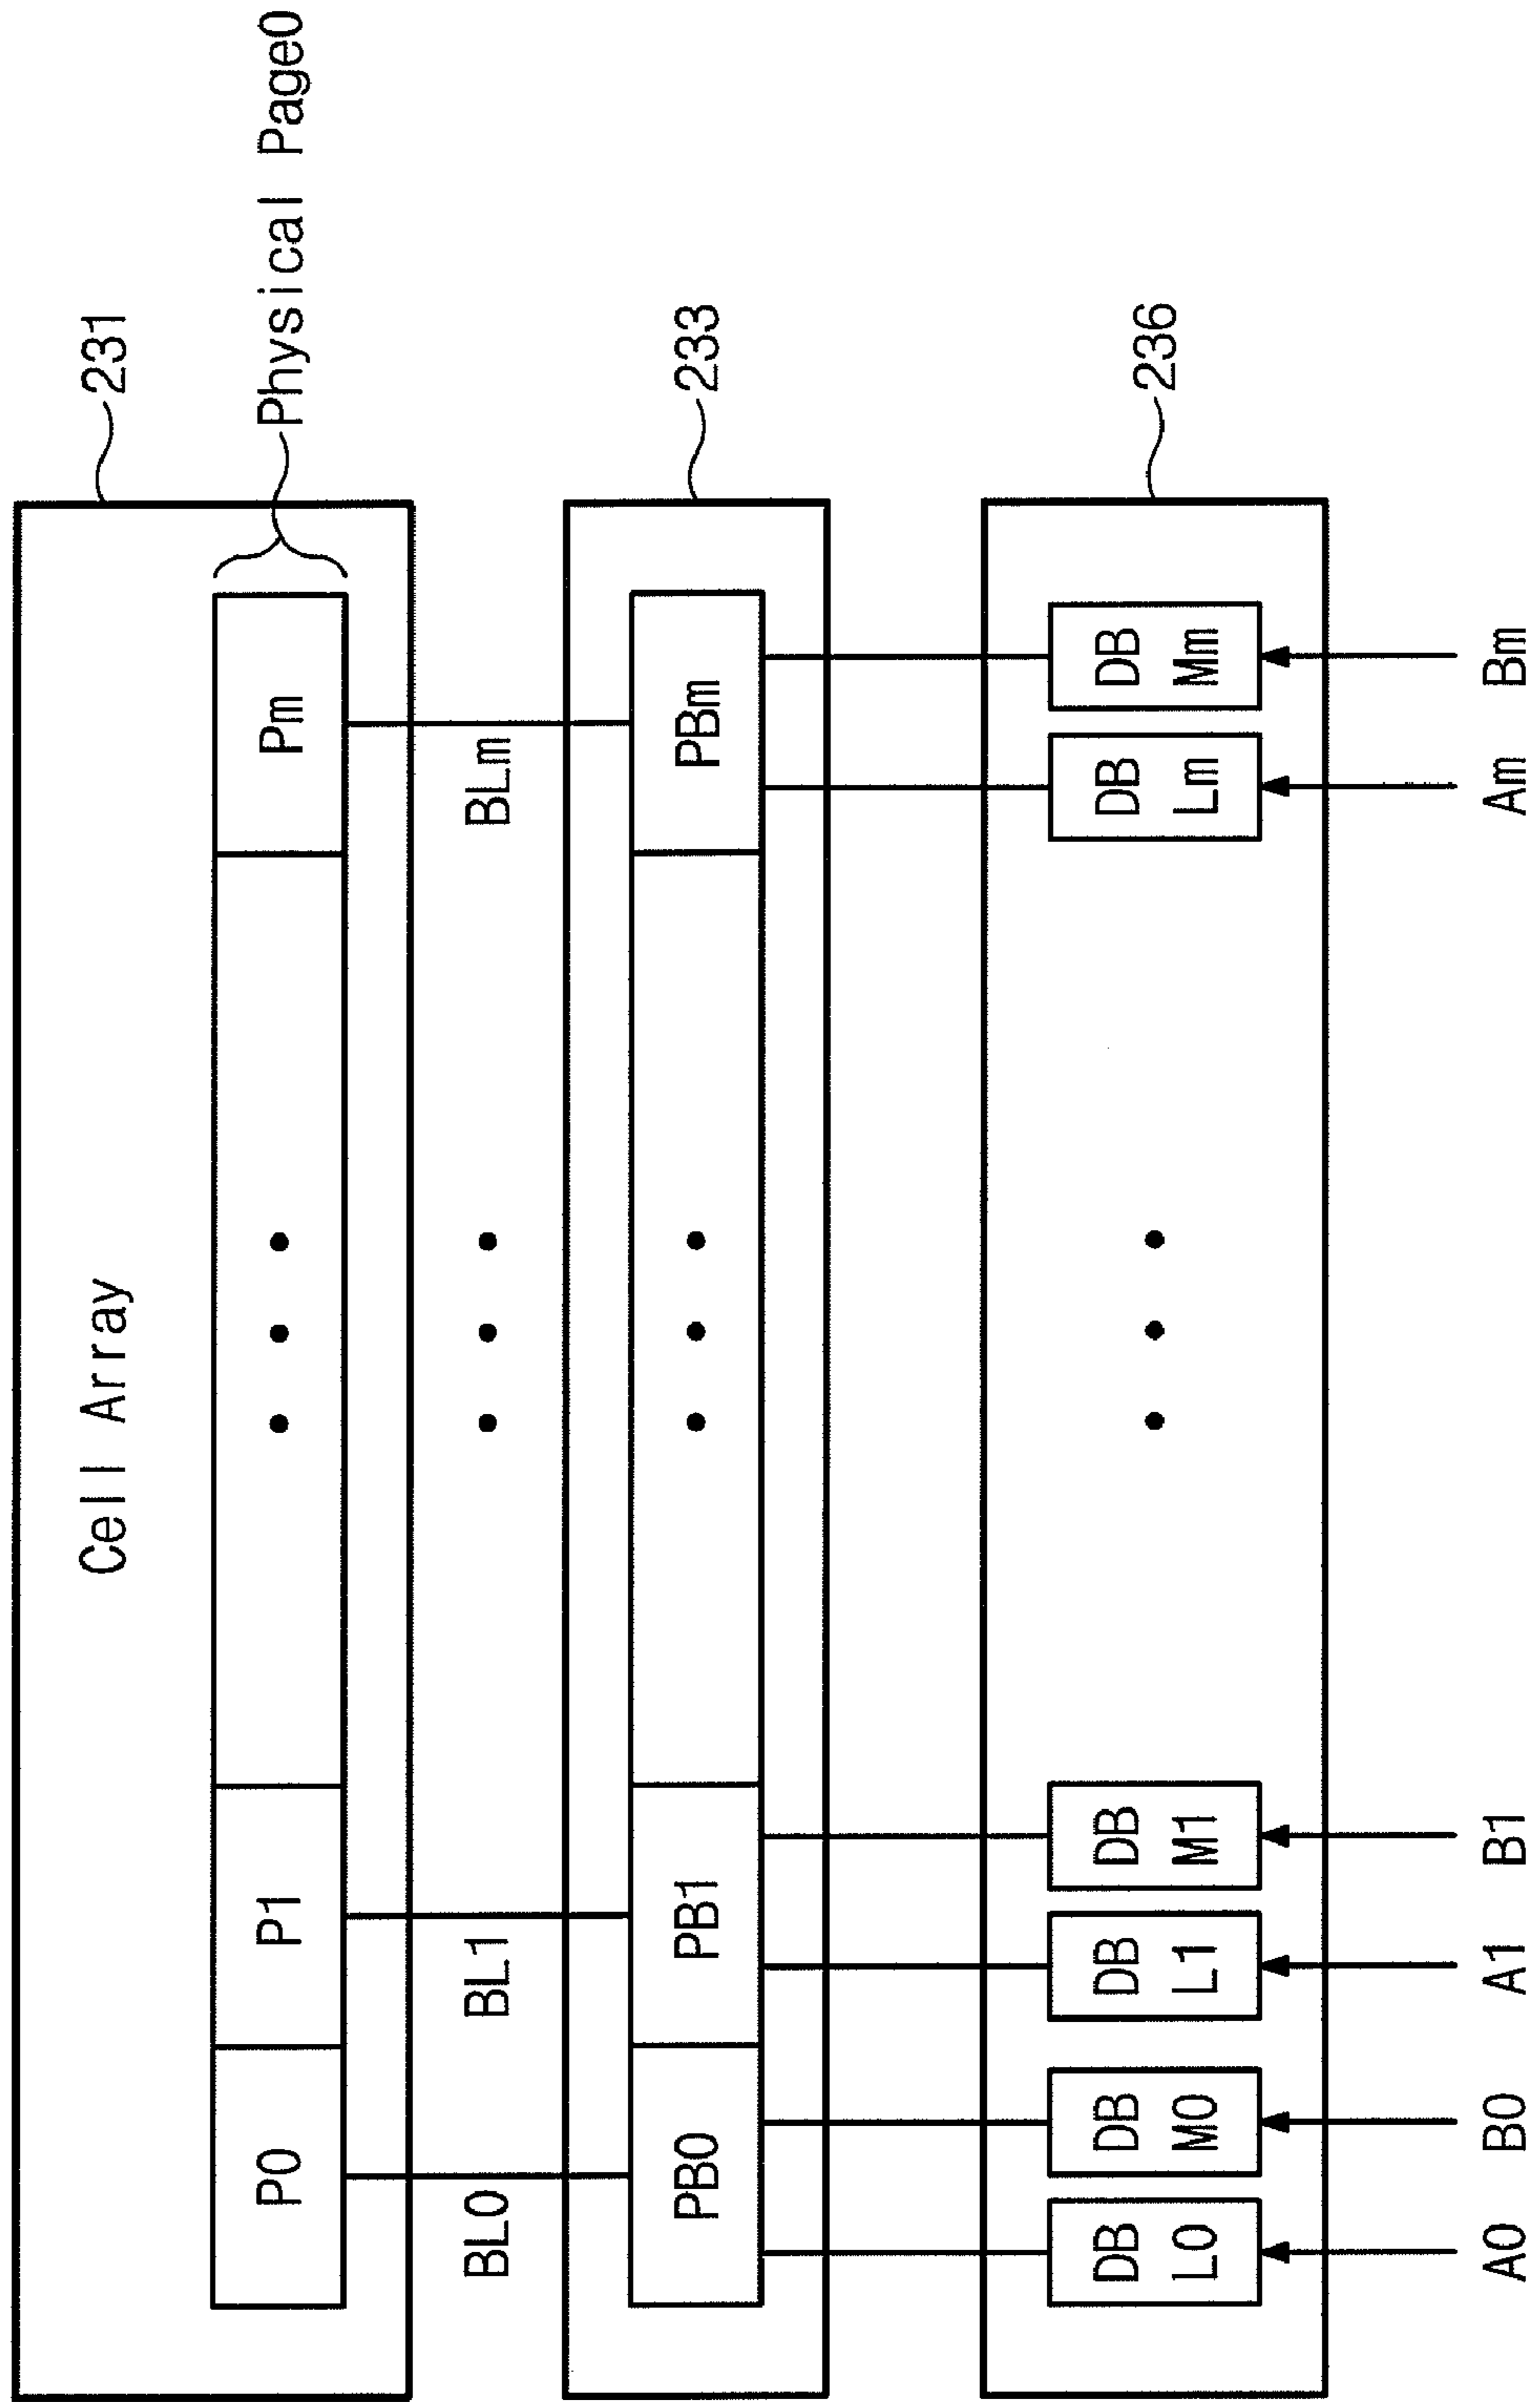 231
Cell Array
Physical Page0
P0
P1
Pm
BL0
BL1
BLm
233
PB0
PB1
PBm
236
DB
L0
DB
M0
DB
L1
DB
M1
DB
Lm
DB
Mm
A0
B0
A1
B1
Am
Bm